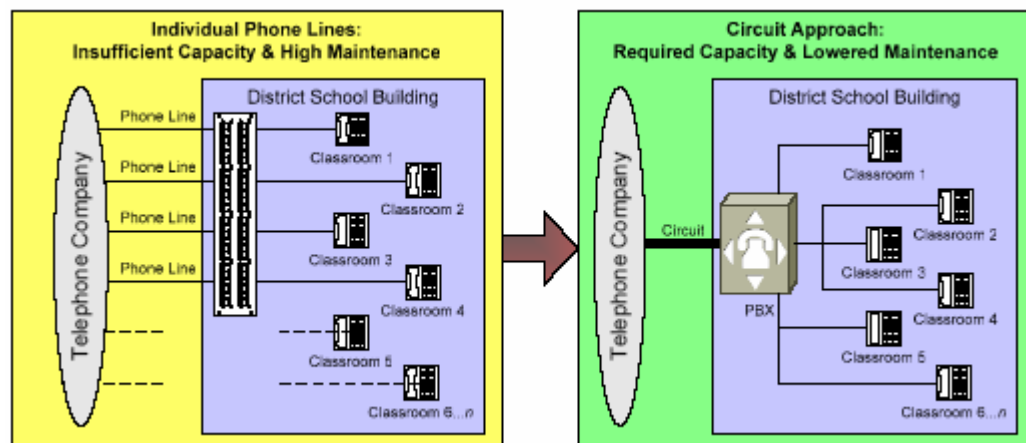 Individual Phone Lines:
Insufficient Capacity & High Maintenance
District School Building
Telephone Company
Phone Line
Classroom 1
Phone Line
Classroom 2
Phone Line
Classroom 3
Phone Line
Classroom 4
Classroom 5
Classroom 6...n
Circuit Approach:
Required Capacity & Lowered Maintenance
District School Building
Telephone Company
Circuit
PBX
Classroom 1
Classroom 2
Classroom 3
Classroom 4
Classroom 5
Classroom 6...n